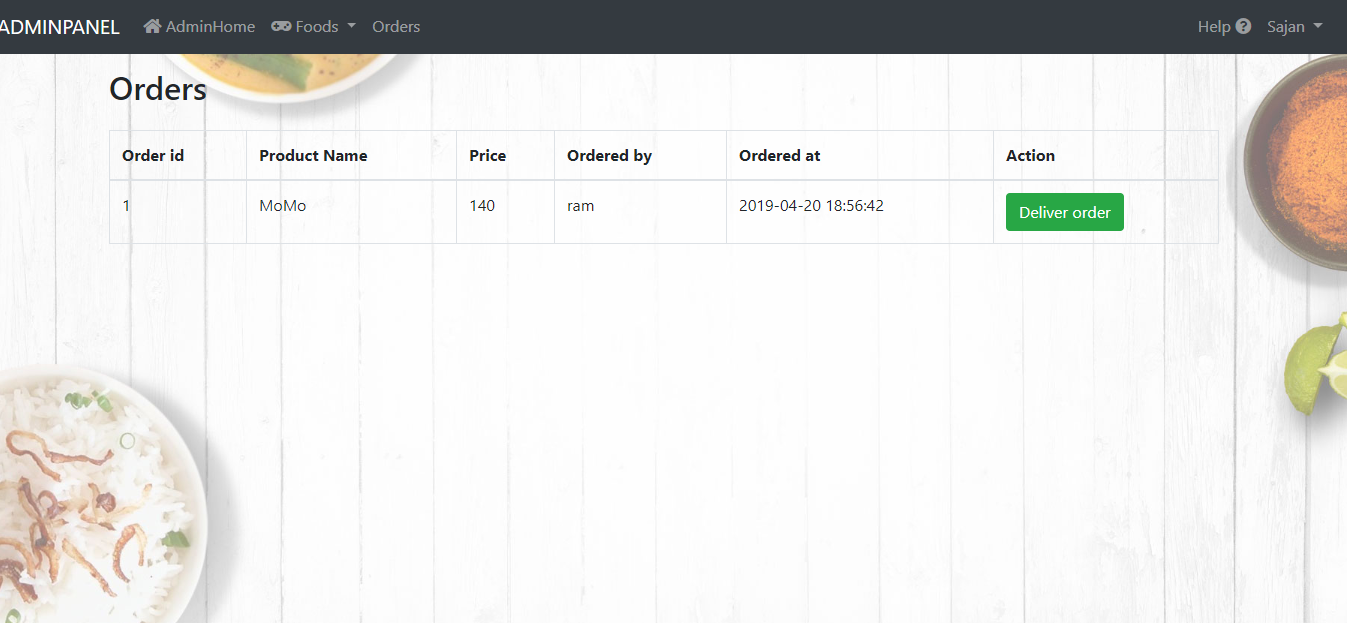 ADMINPANEL AdminHome Foods Orders Help Sajan
Orders
Order id Product Name Price Ordered by Ordered at Action
1 MoMo 140 ram 2019-04-20 18:56:42 Deliver order